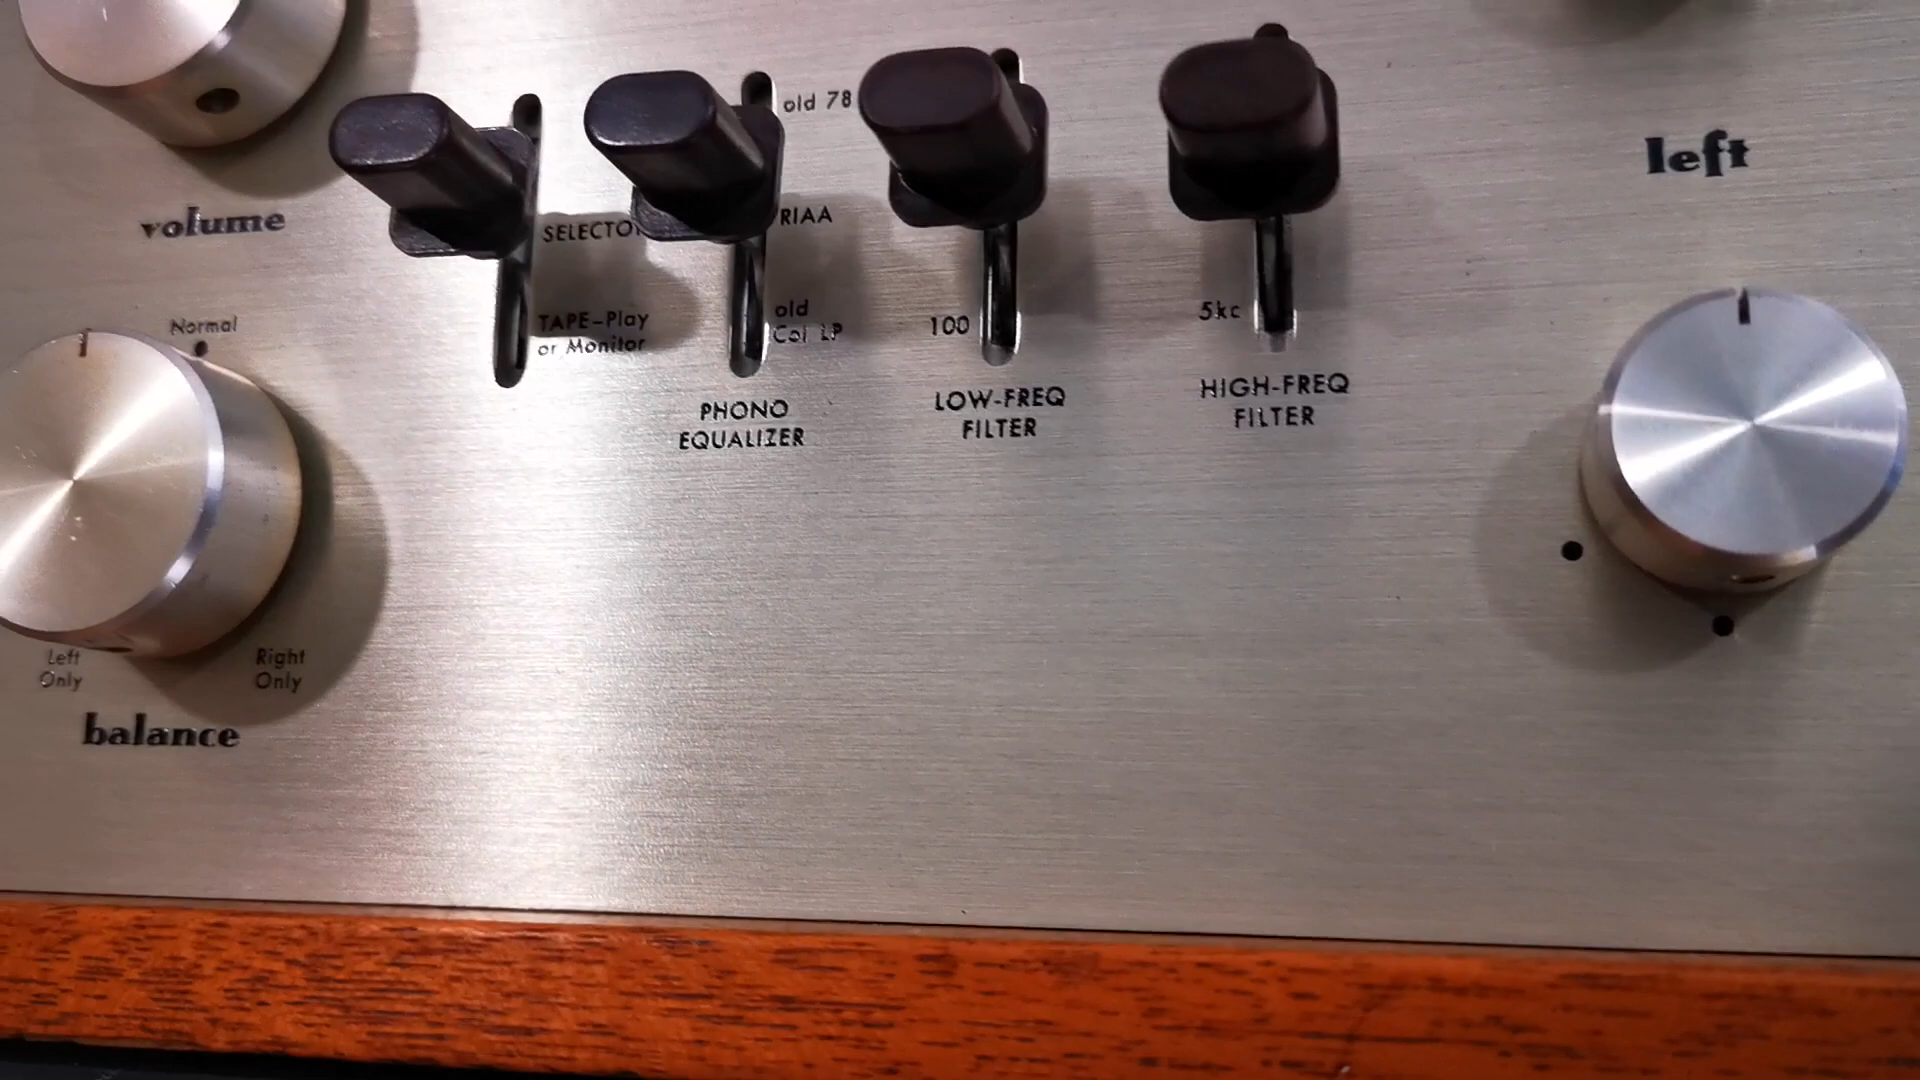 old 78
left
RIAA
volume
SELECTOR
Normal
TAPE-Play
or Monitor
old
Col LP
100
5kc
PHONO
EQUALIZER
LOW-FREQ
FILTER
HIGH-FREQ
FILTER
Left
Only
Right
Only
balance